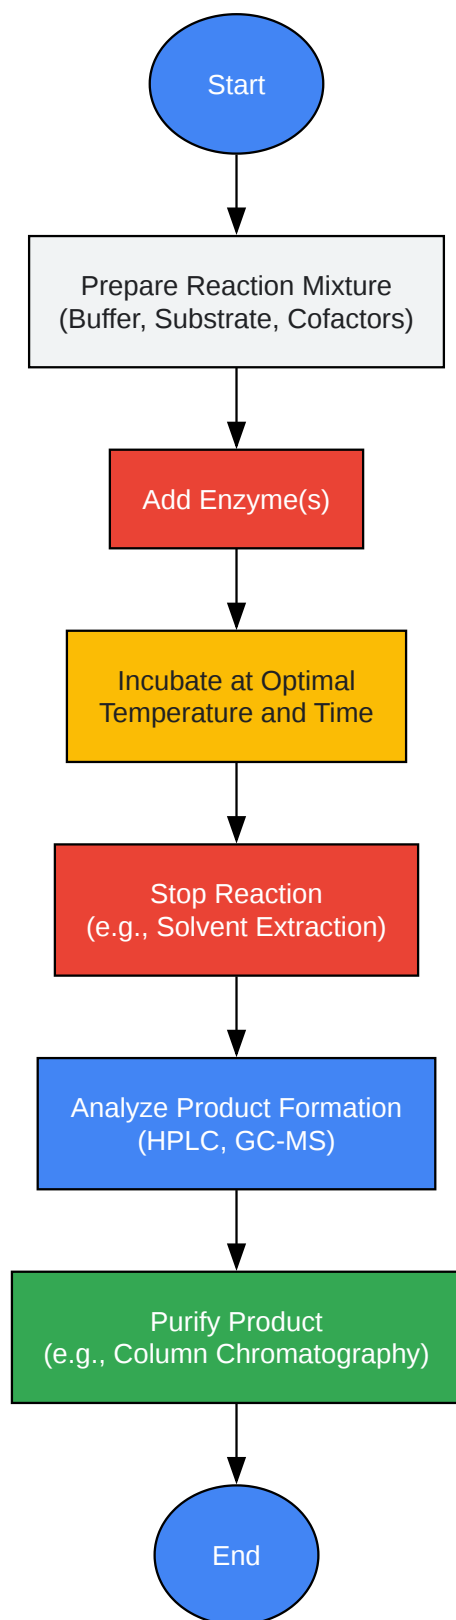 Start
Prepare Reaction Mixture
(Buffer, Substrate, Cofactors)
Add Enzyme(s)
Incubate at Optimal
Temperature and Time
Stop Reaction
(e.g., Solvent Extraction)
Analyze Product Formation
(HPLC, GC-MS)
Purify Product
(e.g., Column Chromatography)
End